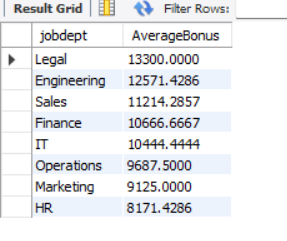 Result Grid Filter Rows:
jobdept AverageBonus
Legal 13300.0000
Engineering 12571.4286
Sales 11214.2857
Finance 10666.6667
IT 10444.4444
Operations 9687.5000
Marketing 9125.0000
HR 8171.4286